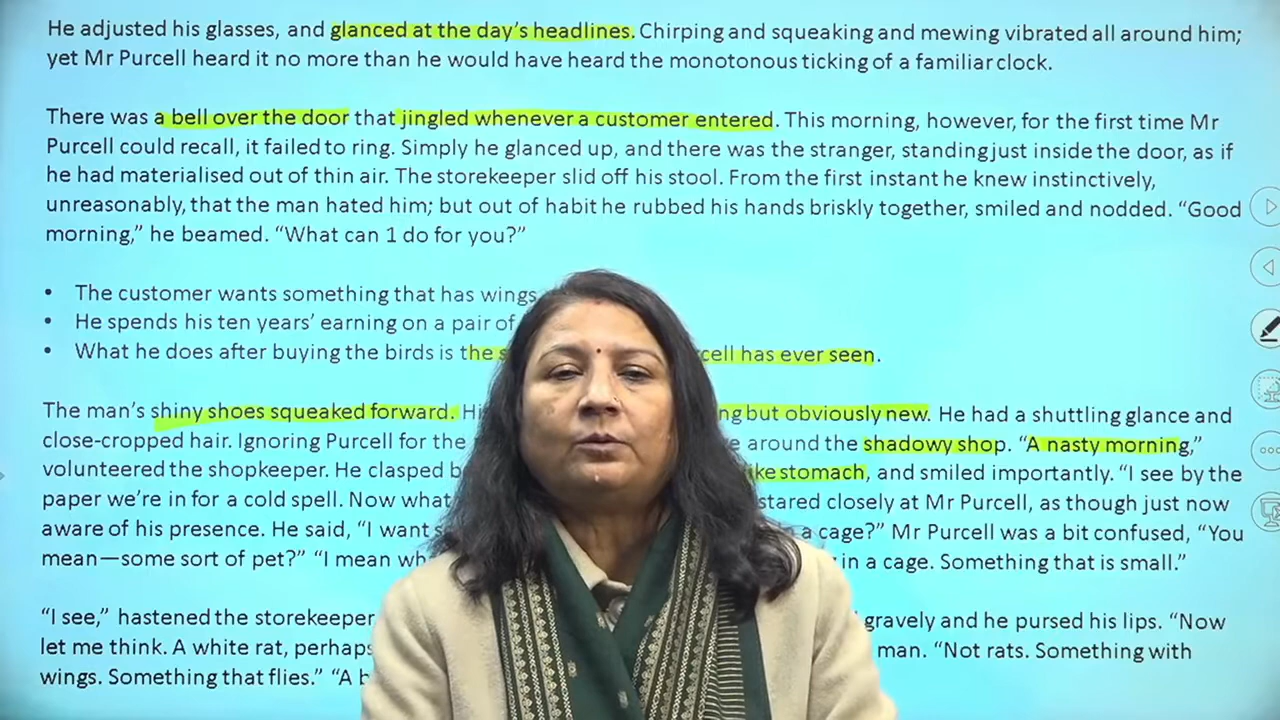 He adjusted his glasses, and glanced at the day's headlines. Chirping and squeaking and mewing vibrated all around him;
yet Mr Purcell heard it no more than he would have heard the monotonous ticking of a familiar clock.
There was a bell over the door that jingled whenever a customer entered. This morning, however, for the first time Mr
Purcell could recall, it failed to ring. Simply he glanced up, and there was the stranger, standing just inside the door, as if
he had materialised out of thin air. The storekeeper slid off his stool. From the first instant he knew instinctively,
unreasonably, that the man hated him; but out of habit he rubbed his hands briskly together, smiled and nodded. “Good
morning,” he beamed. “What can 1 do for you?”
• The customer wants something that has wings
• He spends his ten years’ earning on a pair of
• What he does after buying the birds is the has ever seen.
The man’s shiny shoes squeaked forward. but obviously new. He had a shuttling glance and
close-cropped hair. Ignoring Purcell for the around the shadowy shop. “A nasty morning,”
volunteered the shopkeeper. He clasped stomach, and smiled importantly. “I see by the
paper we’re in for a cold spell. Now what stared closely at Mr Purcell, as though just now
aware of his presence. He said, “I want a cage?” Mr Purcell was a bit confused, “You
mean—some sort of pet?” “I mean in a cage. Something that is small.”
“I see,” hastened the storekeeper gravely and he pursed his lips. “Now
let me think. A white rat, perhaps man. “Not rats. Something with
wings. Something that flies.” “A